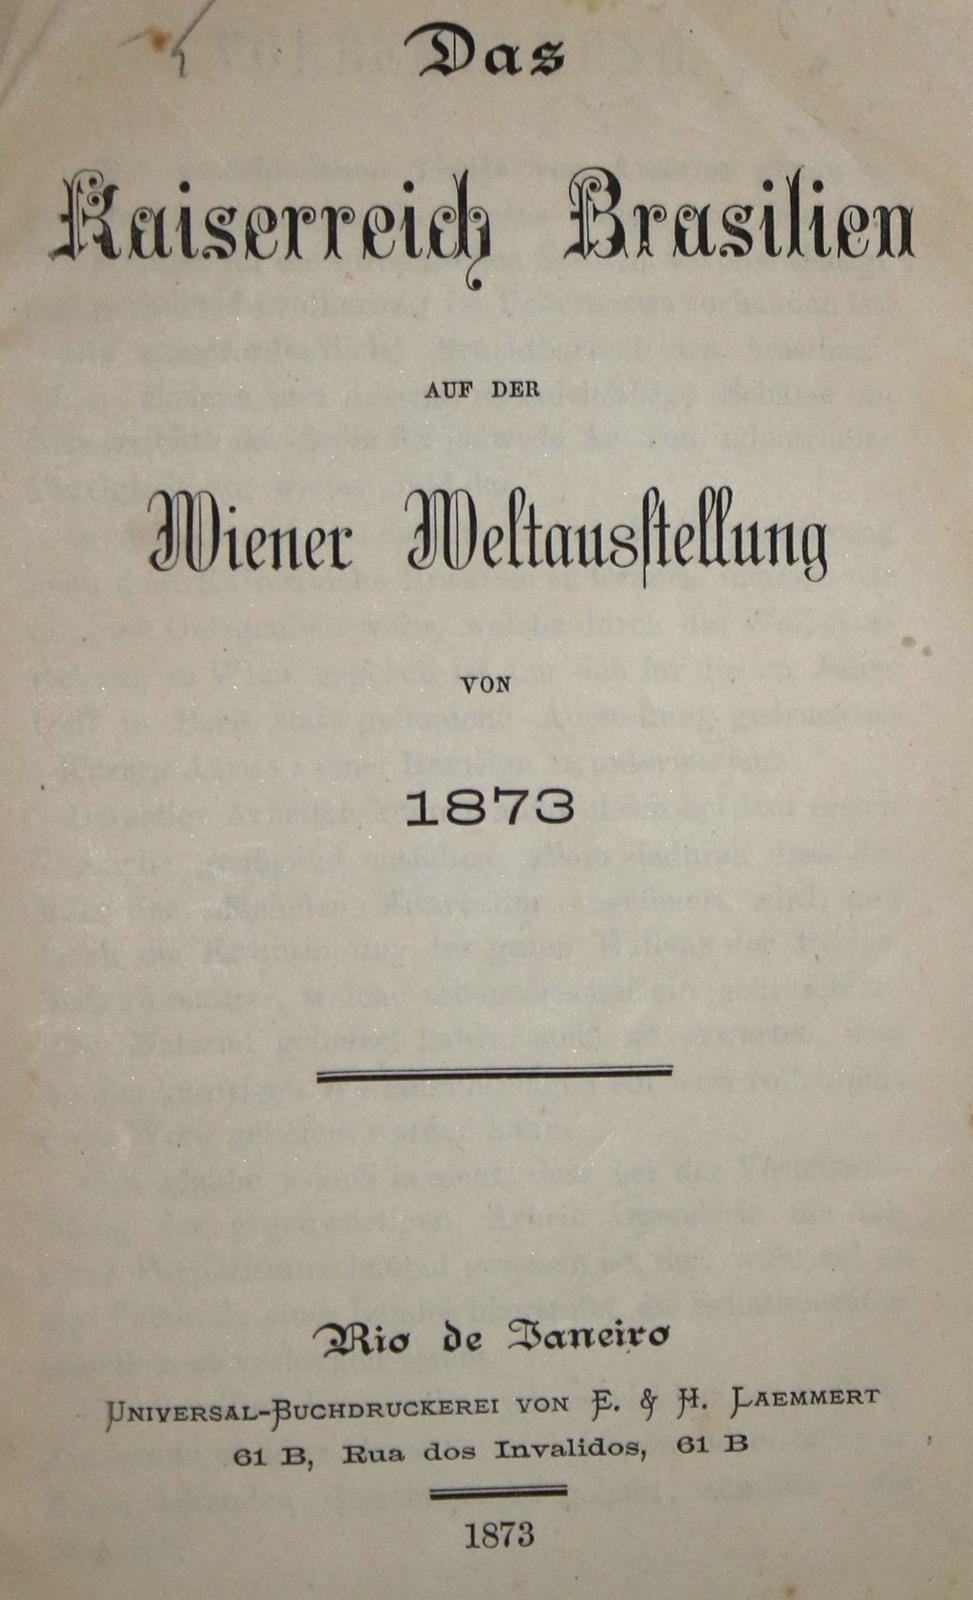 Das
Kaiserreich Brasilien
AUF DER
Wiener Weltausstellung
VON
1873
Rio de Janeiro
UNIVERSAL-BUCHDRUCKEREI VON E. & H. LAEMMERT
61 B, Rua dos Invalidos, 61 B
1873